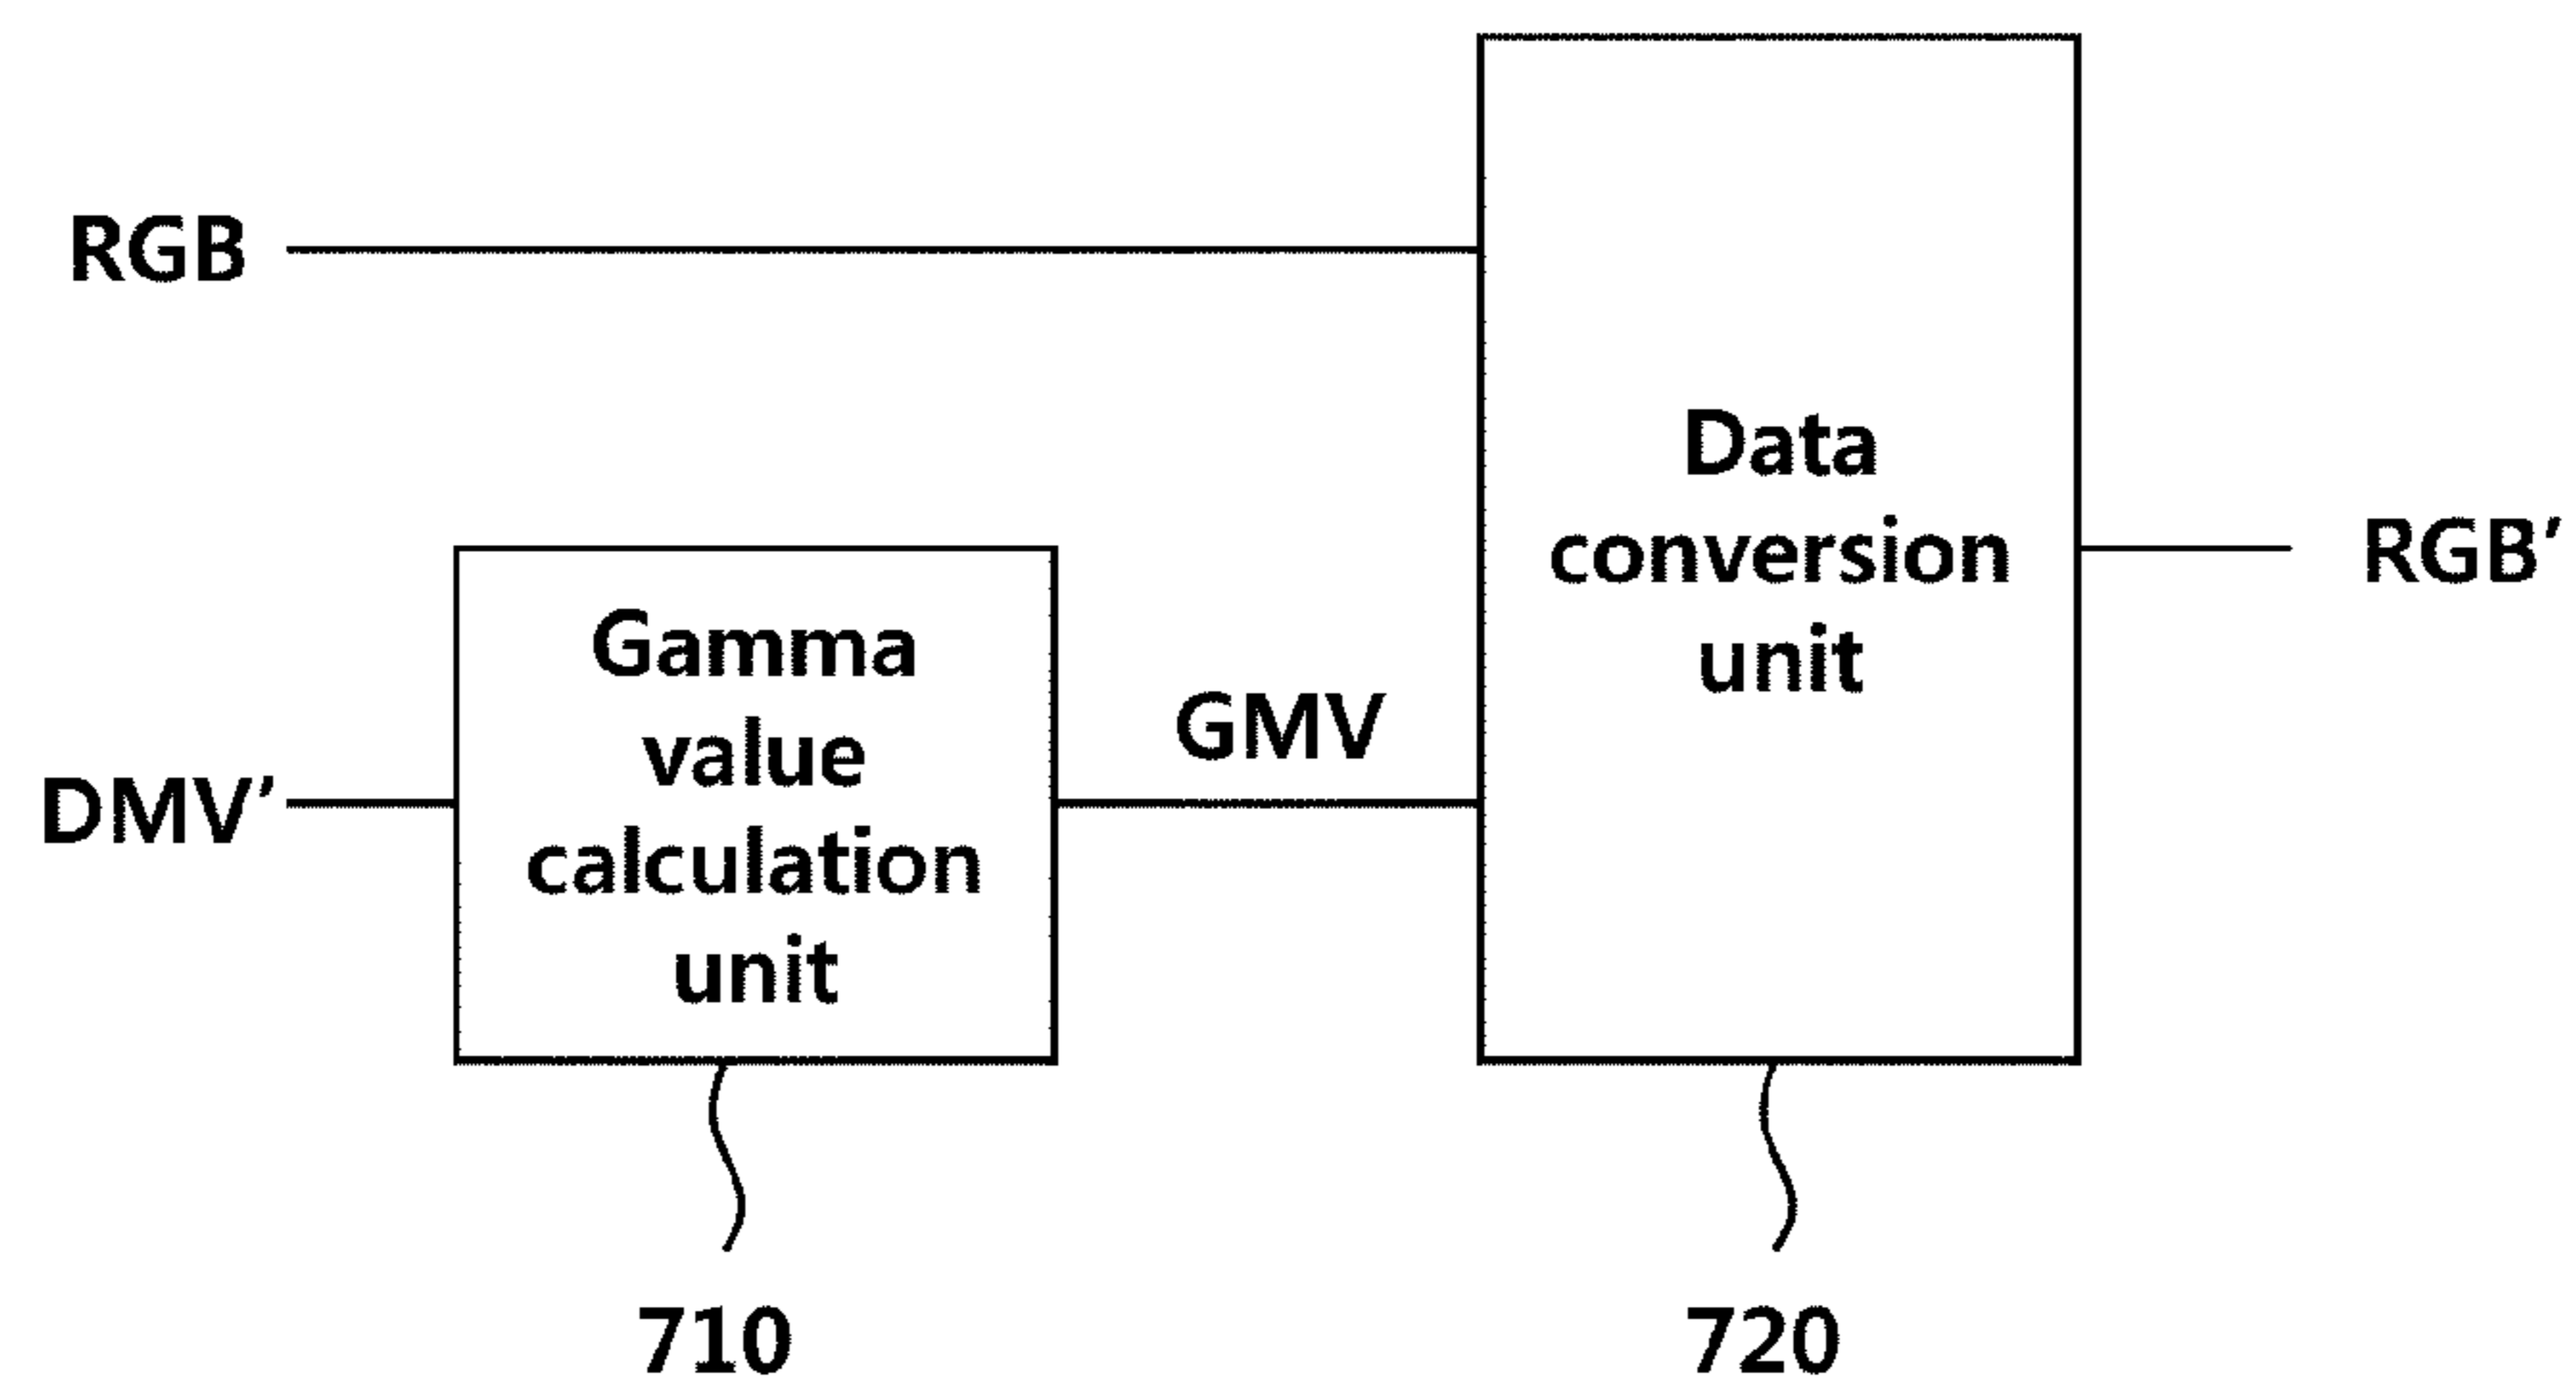 RGB
Data
conversion
unit
RGB’
Gamma
value
calculation
unit
DMV’
GMV
710
720